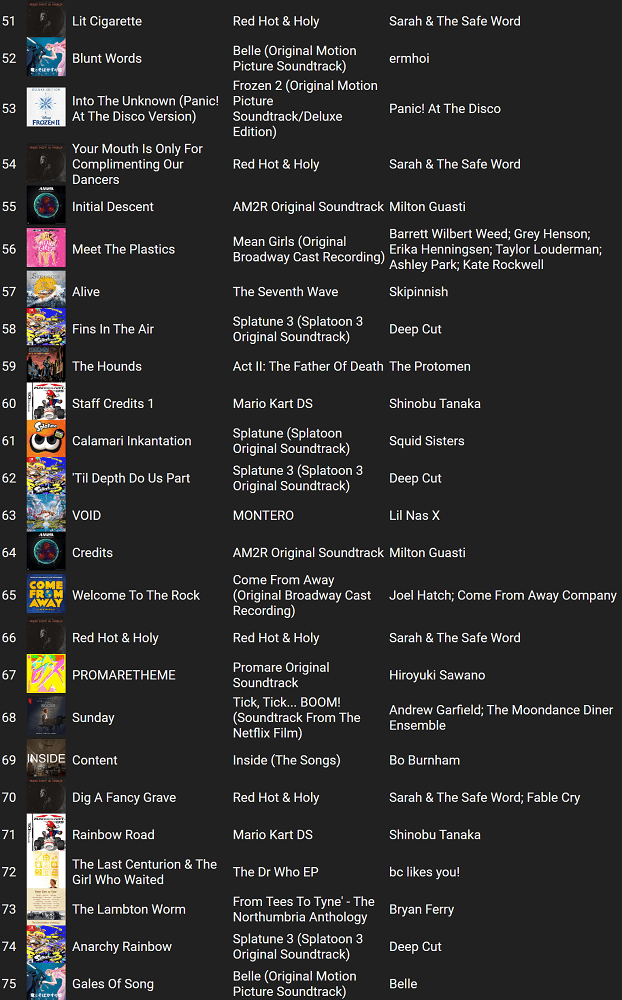 51 Lit Cigarette Red Hot & Holy Sarah & The Safe Word
52 Blunt Words Belle (Original Motion Picture Soundtrack) ermhoi
53 Into The Unknown (Panic! At The Disco Version) Frozen 2 (Original Motion Picture Soundtrack/Deluxe Edition) Panic! At The Disco
54 Your Mouth Is Only For Complimenting Our Dancers Red Hot & Holy Sarah & The Safe Word
55 Initial Descent AM2R Original Soundtrack Milton Guasti
56 Meet The Plastics Mean Girls (Original Broadway Cast Recording) Barrett Wilbert Weed; Grey Henson; Erika Henningsen; Taylor Louderman; Ashley Park; Kate Rockwell
57 Alive The Seventh Wave Skipinnish
58 Fins In The Air Splatune 3 (Splatoon 3 Original Soundtrack) Deep Cut
59 The Hounds Act II: The Father Of Death The Protomen
60 Staff Credits 1 Mario Kart DS Shinobu Tanaka
61 Calamari Inkantation Splatune (Splatoon Original Soundtrack) Squid Sisters
62 'Til Depth Do Us Part Splatune 3 (Splatoon 3 Original Soundtrack) Deep Cut
63 VOID MONTERO Lil Nas X
64 Credits AM2R Original Soundtrack Milton Guasti
COME FROM AWAY
65 Welcome To The Rock Come From Away (Original Broadway Cast Recording) Joel Hatch; Come From Away Company
66 Red Hot & Holy Red Hot & Holy Sarah & The Safe Word
67 PROMARETHEME Promare Original Soundtrack Hiroyuki Sawano
68 Sunday Tick, Tick... BOOM! (Soundtrack From The Netflix Film) Andrew Garfield; The Moondance Diner Ensemble
INSIDE
69 Content Inside (The Songs) Bo Burnham
70 Dig A Fancy Grave Red Hot & Holy Sarah & The Safe Word; Fable Cry
71 Rainbow Road Mario Kart DS Shinobu Tanaka
72 The Last Centurion & The Girl Who Waited The Dr Who EP bc likes you!
73 The Lambton Worm From Tees To Tyne' - The Northumbria Anthology Bryan Ferry
74 Anarchy Rainbow Splatune 3 (Splatoon 3 Original Soundtrack) Deep Cut
75 Gales Of Song Belle (Original Motion Picture Soundtrack) Belle